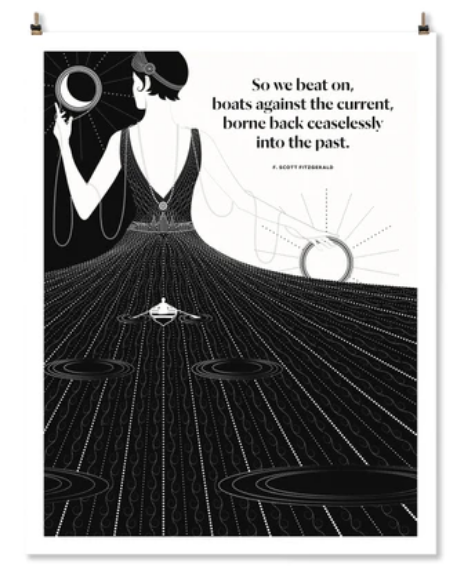 So we beat on,
boats against the current,
borne back ceaselessly
into the past.
F. SCOTT FITZGERALD